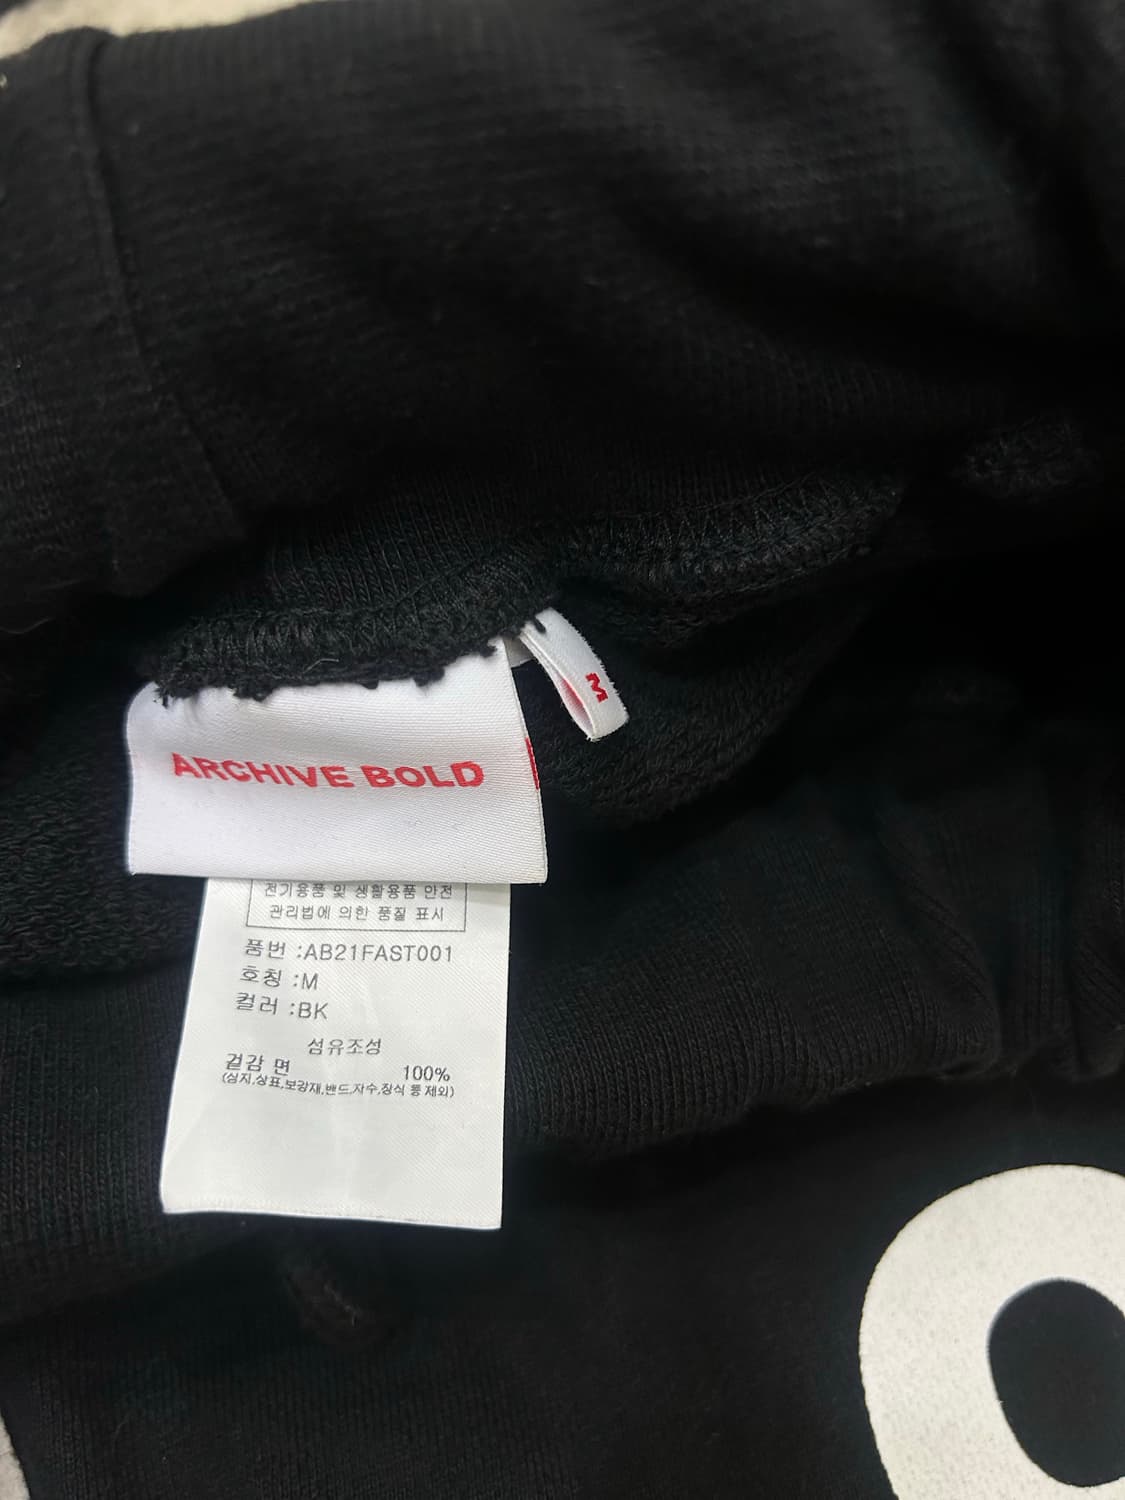 M
ARCHIVE BOLD
전기용품 및 생활용품 안전
관리법에 의한 품질 표시
품번 :AB21FAST001
호칭 :M
컬러 :BK
섬유조성
겉감 면 100%
(심지,상표,보강재,밴드,자수,장식 등 제외)